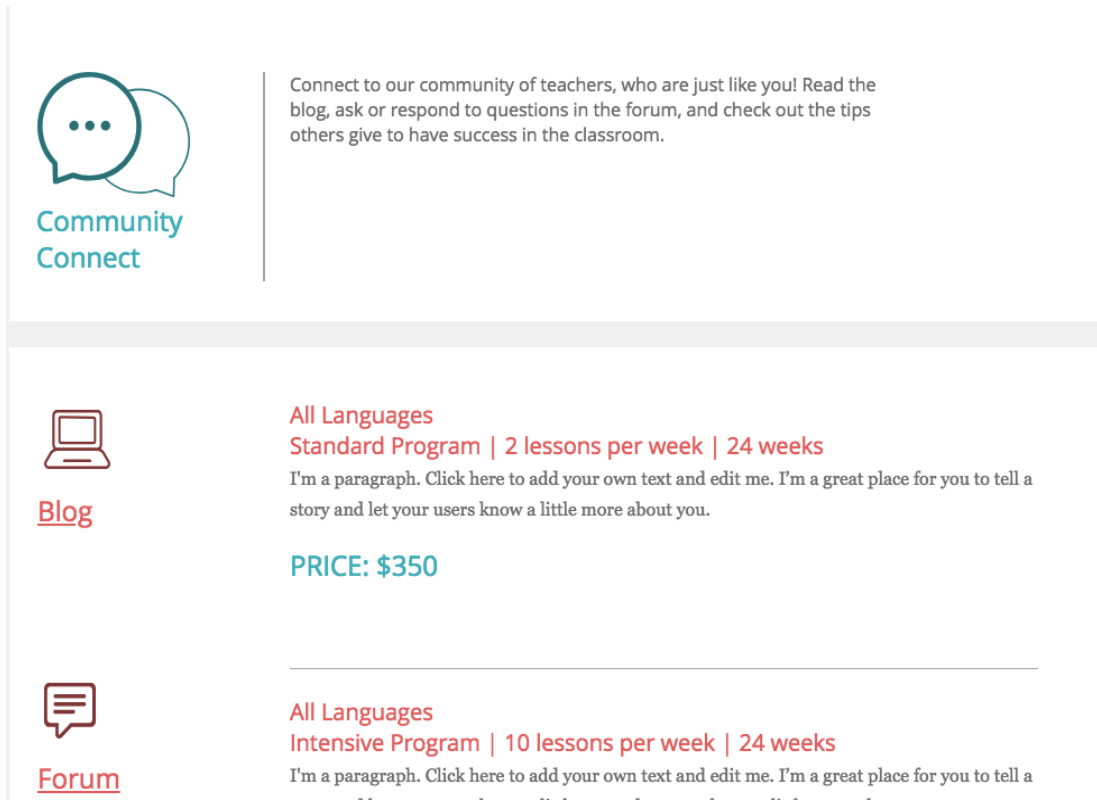 Connect to our community of teachers, who are just like you! Read the
blog, ask or respond to questions in the forum, and check out the tips
others give to have success in the classroom.
Community
Connect
All Languages
Standard Program | 2 lessons per week | 24 weeks
I'm a paragraph. Click here to add your own text and edit me. I'm a great place for you to tell a
story and let your users know a little more about you.
Blog
PRICE: $350
All Languages
Intensive Program | 10 lessons per week | 24 weeks
I'm a paragraph. Click here to add your own text and edit me. I'm a great place for you to tell a
Forum